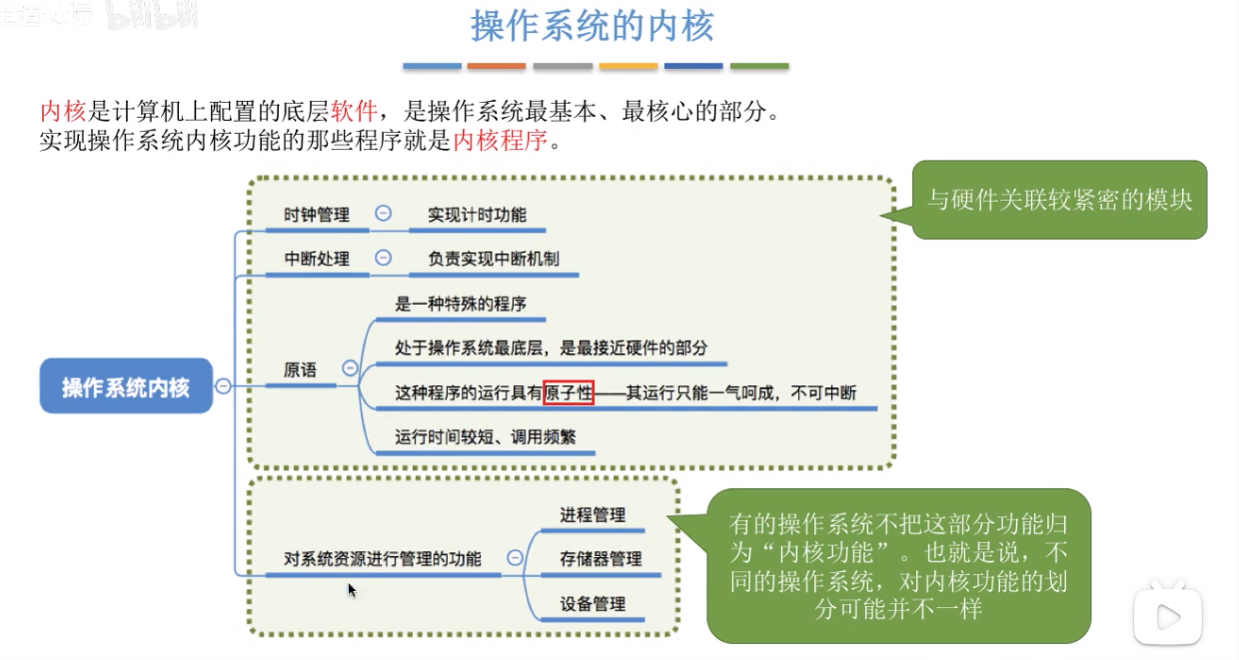 bilibili
操作系统的内核
内核是计算机上配置的底层软件，是操作系统最基本、最核心的部分。
实现操作系统内核功能的那些程序就是内核程序。
与硬件关联较紧密的模块
时钟管理
实现计时功能
中断处理
负责实现中断机制
是一种特殊的程序
处于操作系统最底层，是最接近硬件的部分
原语
这种程序的运行具有原子性——其运行只能一气呵成，不可中断
运行时间较短、调用频繁
操作系统内核
对系统资源进行管理的功能
进程管理
存储器管理
设备管理
有的操作系统不把这部分功能归
为“内核功能”。也就是说，不
同的操作系统，对内核功能的划
分可能并不一样